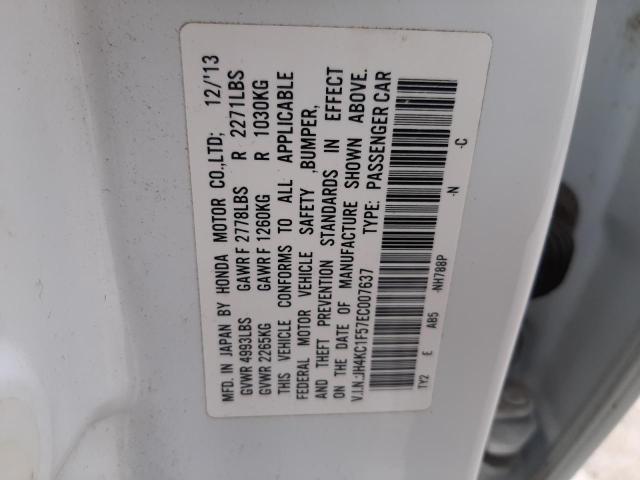 MFD. IN JAPAN BY HONDA MOTOR CO.,LTD; 12/'13
GVWR 4993LBS GAWR F 2778LBS R 2271LBS
GVWR 2265KG GAWR F 1260KG R 1030KG
THIS VEHICLE CONFORMS TO ALL APPLICABLE
FEDERAL MOTOR VEHICLE SAFETY ,BUMPER,
AND THEFT PREVENTION STANDARDS IN EFFECT
ON THE DATE OF MANUFACTURE SHOWN ABOVE.
V.I.N.:JH4KC1F57EC007637 TYPE: PASSENGER CAR
TY2 E AB5 -NH788P -N -C